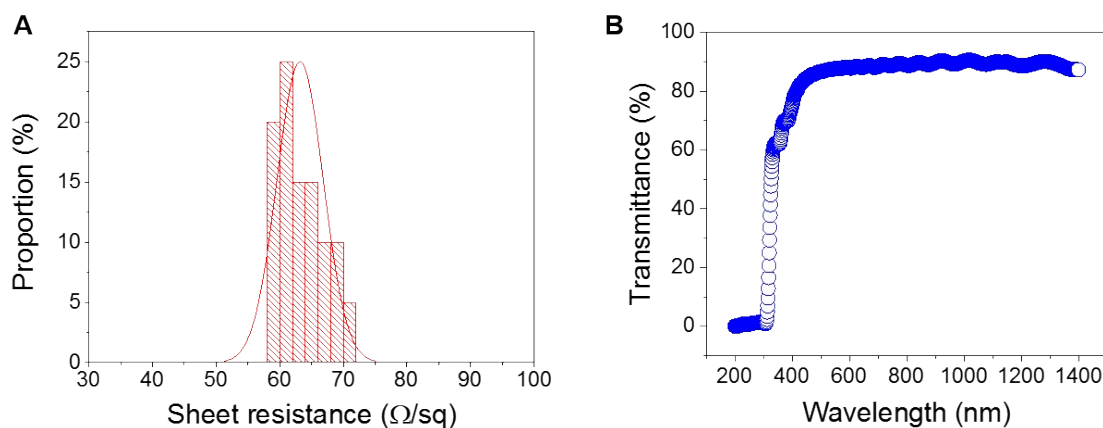 A
Proportion (%)
25
20
15
10
5
0
30 40 50 60 70 80 90 100
Sheet resistance (Ω/sq)
B
Transmittance (%)
100
80
60
40
20
0
200 400 600 800 1000 1200 1400
Wavelength (nm)